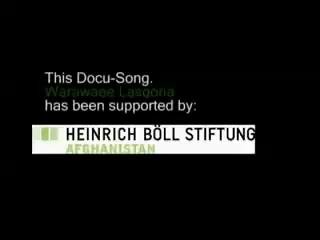 This Docu-Song.
Warawaee Lasgoria
has been supported by:
HEINRICH BÖLL STIFTUNG
AFGHANISTAN